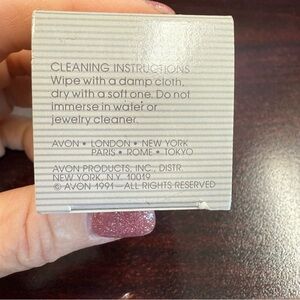 CLEANING INSTRUCTIONS
Wipe with a damp cloth,
dry with a soft one. Do not
immerse in water or
jewelry cleaner.
AVON • LONDON • NEW YORK
PARIS • ROME • TOKYO
AVON PRODUCTS, INC., DISTR.
NEW YORK, N.Y. 10019
© AVON 1991—ALL RIGHTS RESERVED